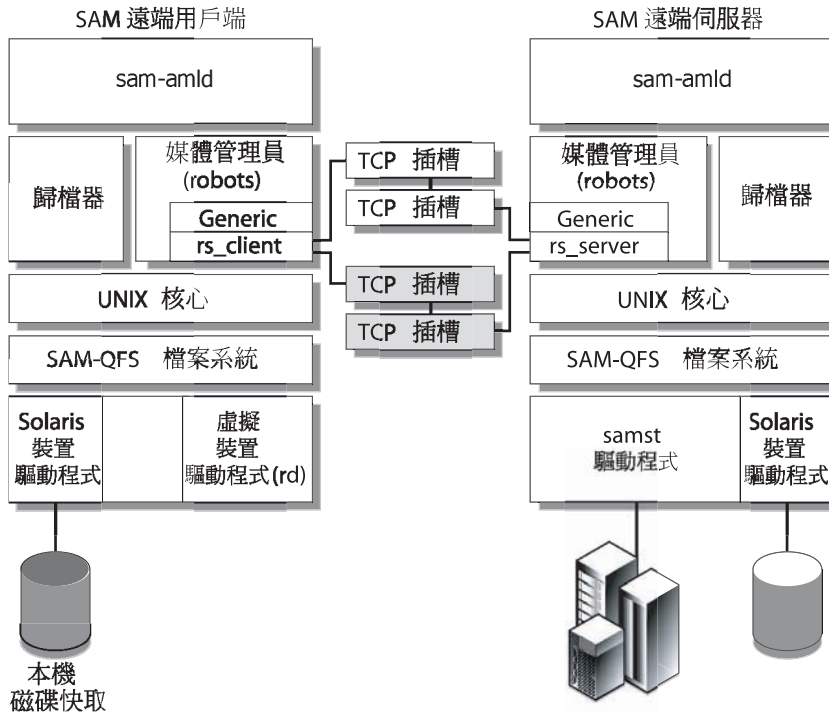 SAM 遠端用戶端
sam-amld
歸檔器
媒體管理員
(robots)
Generic
rs_client
UNIX 核心
SAM-QFS 檔案系統
Solaris
裝置
驅動程式
虛擬
裝置
驅動程式(rd)
本機
磁碟快取
TCP 插槽
TCP 插槽
TCP 插槽
TCP 插槽
SAM 遠端伺服器
sam-amld
媒體管理員
(robots)
Generic
rs_server
歸檔器
UNIX 核心
SAM-QFS 檔案系統
samst
驅動程式
Solaris
裝置
驅動程式